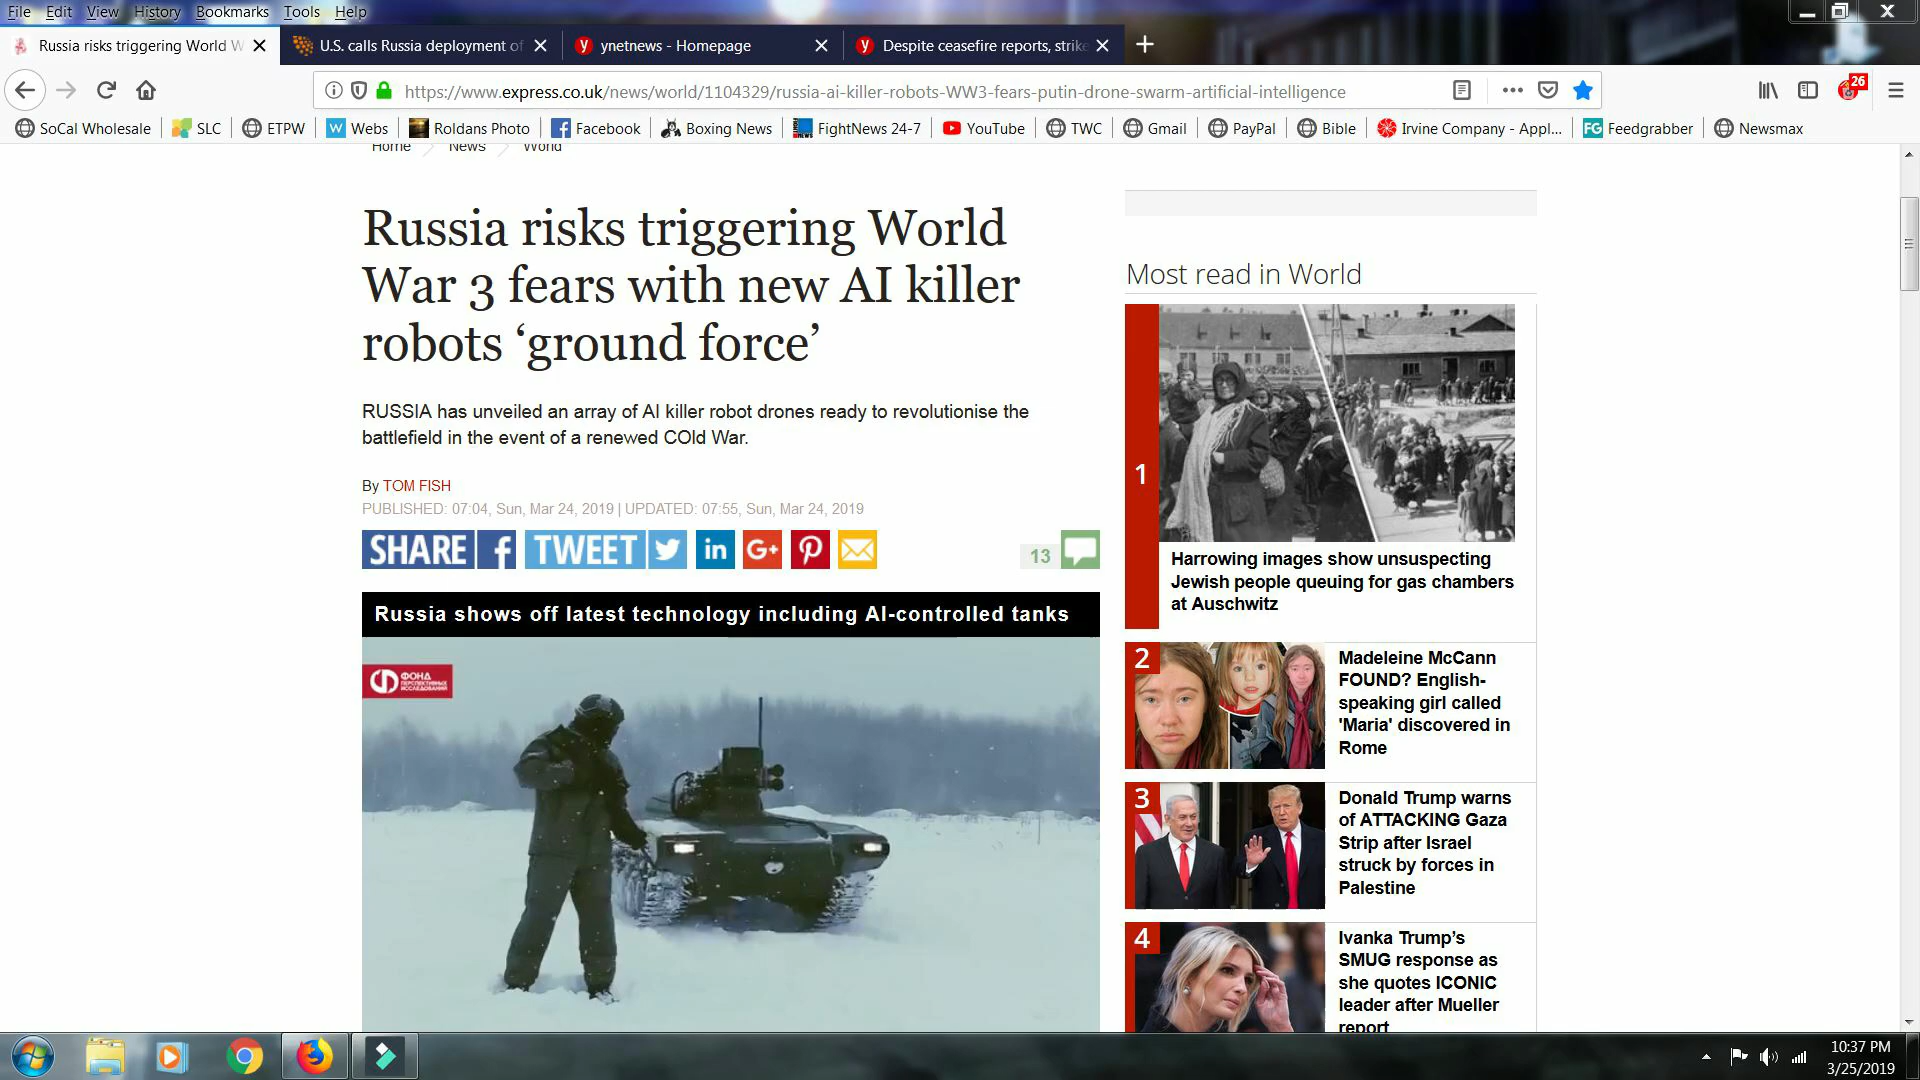 File Edit View History Bookmarks Tools Help
Russia risks triggering World W
U.S. calls Russia deployment of
ynetnews - Homepage
Despite ceasefire reports, strike
https://www.express.co.uk/news/world/1104329/russia-ai-killer-robots-WW3-fears-putin-drone-swarm-artificial-intelligence
26
SoCal Wholesale SLC ETPW W Webs Roldans Photo Facebook Boxing News FightNews 24-7 YouTube TWC Gmail PayPal Bible Irvine Company - Appl... FG Feedgrabber Newsmax
Home News World
Russia risks triggering World
War 3 fears with new AI killer
robots ‘ground force’
RUSSIA has unveiled an array of AI killer robot drones ready to revolutionise the
battlefield in the event of a renewed COld War.
By TOM FISH
PUBLISHED: 07:04, Sun, Mar 24, 2019 | UPDATED: 07:55, Sun, Mar 24, 2019
SHARE f TWEET in G+ 13
Russia shows off latest technology including AI-controlled tanks
ФОНД
ПЕРСПЕКТИВНЫХ
ИССЛЕДОВАНИЙ
Most read in World
1
Harrowing images show unsuspecting
Jewish people queuing for gas chambers
at Auschwitz
2
Madeleine McCann
FOUND? English-
speaking girl called
'Maria' discovered in
Rome
3
Donald Trump warns
of ATTACKING Gaza
Strip after Israel
struck by forces in
Palestine
4
Ivanka Trump’s
SMUG response as
she quotes ICONIC
leader after Mueller
report
10:37 PM
3/25/2019